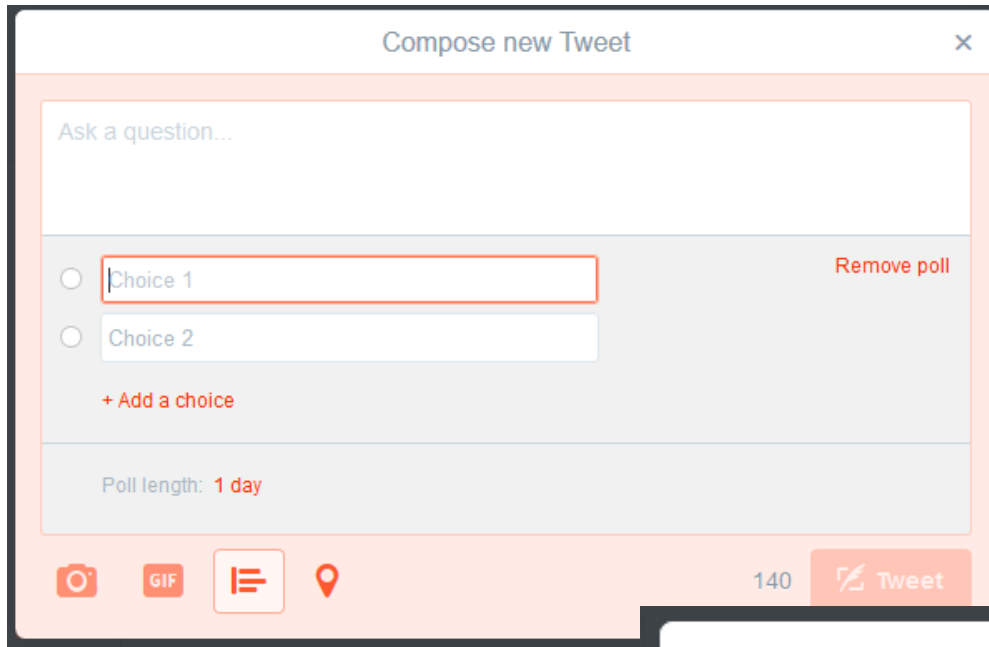 Compose new Tweet ×
Ask a question...
Choice 1
Remove poll
Choice 2
+ Add a choice
Poll length: 1 day
GIF
140
Tweet